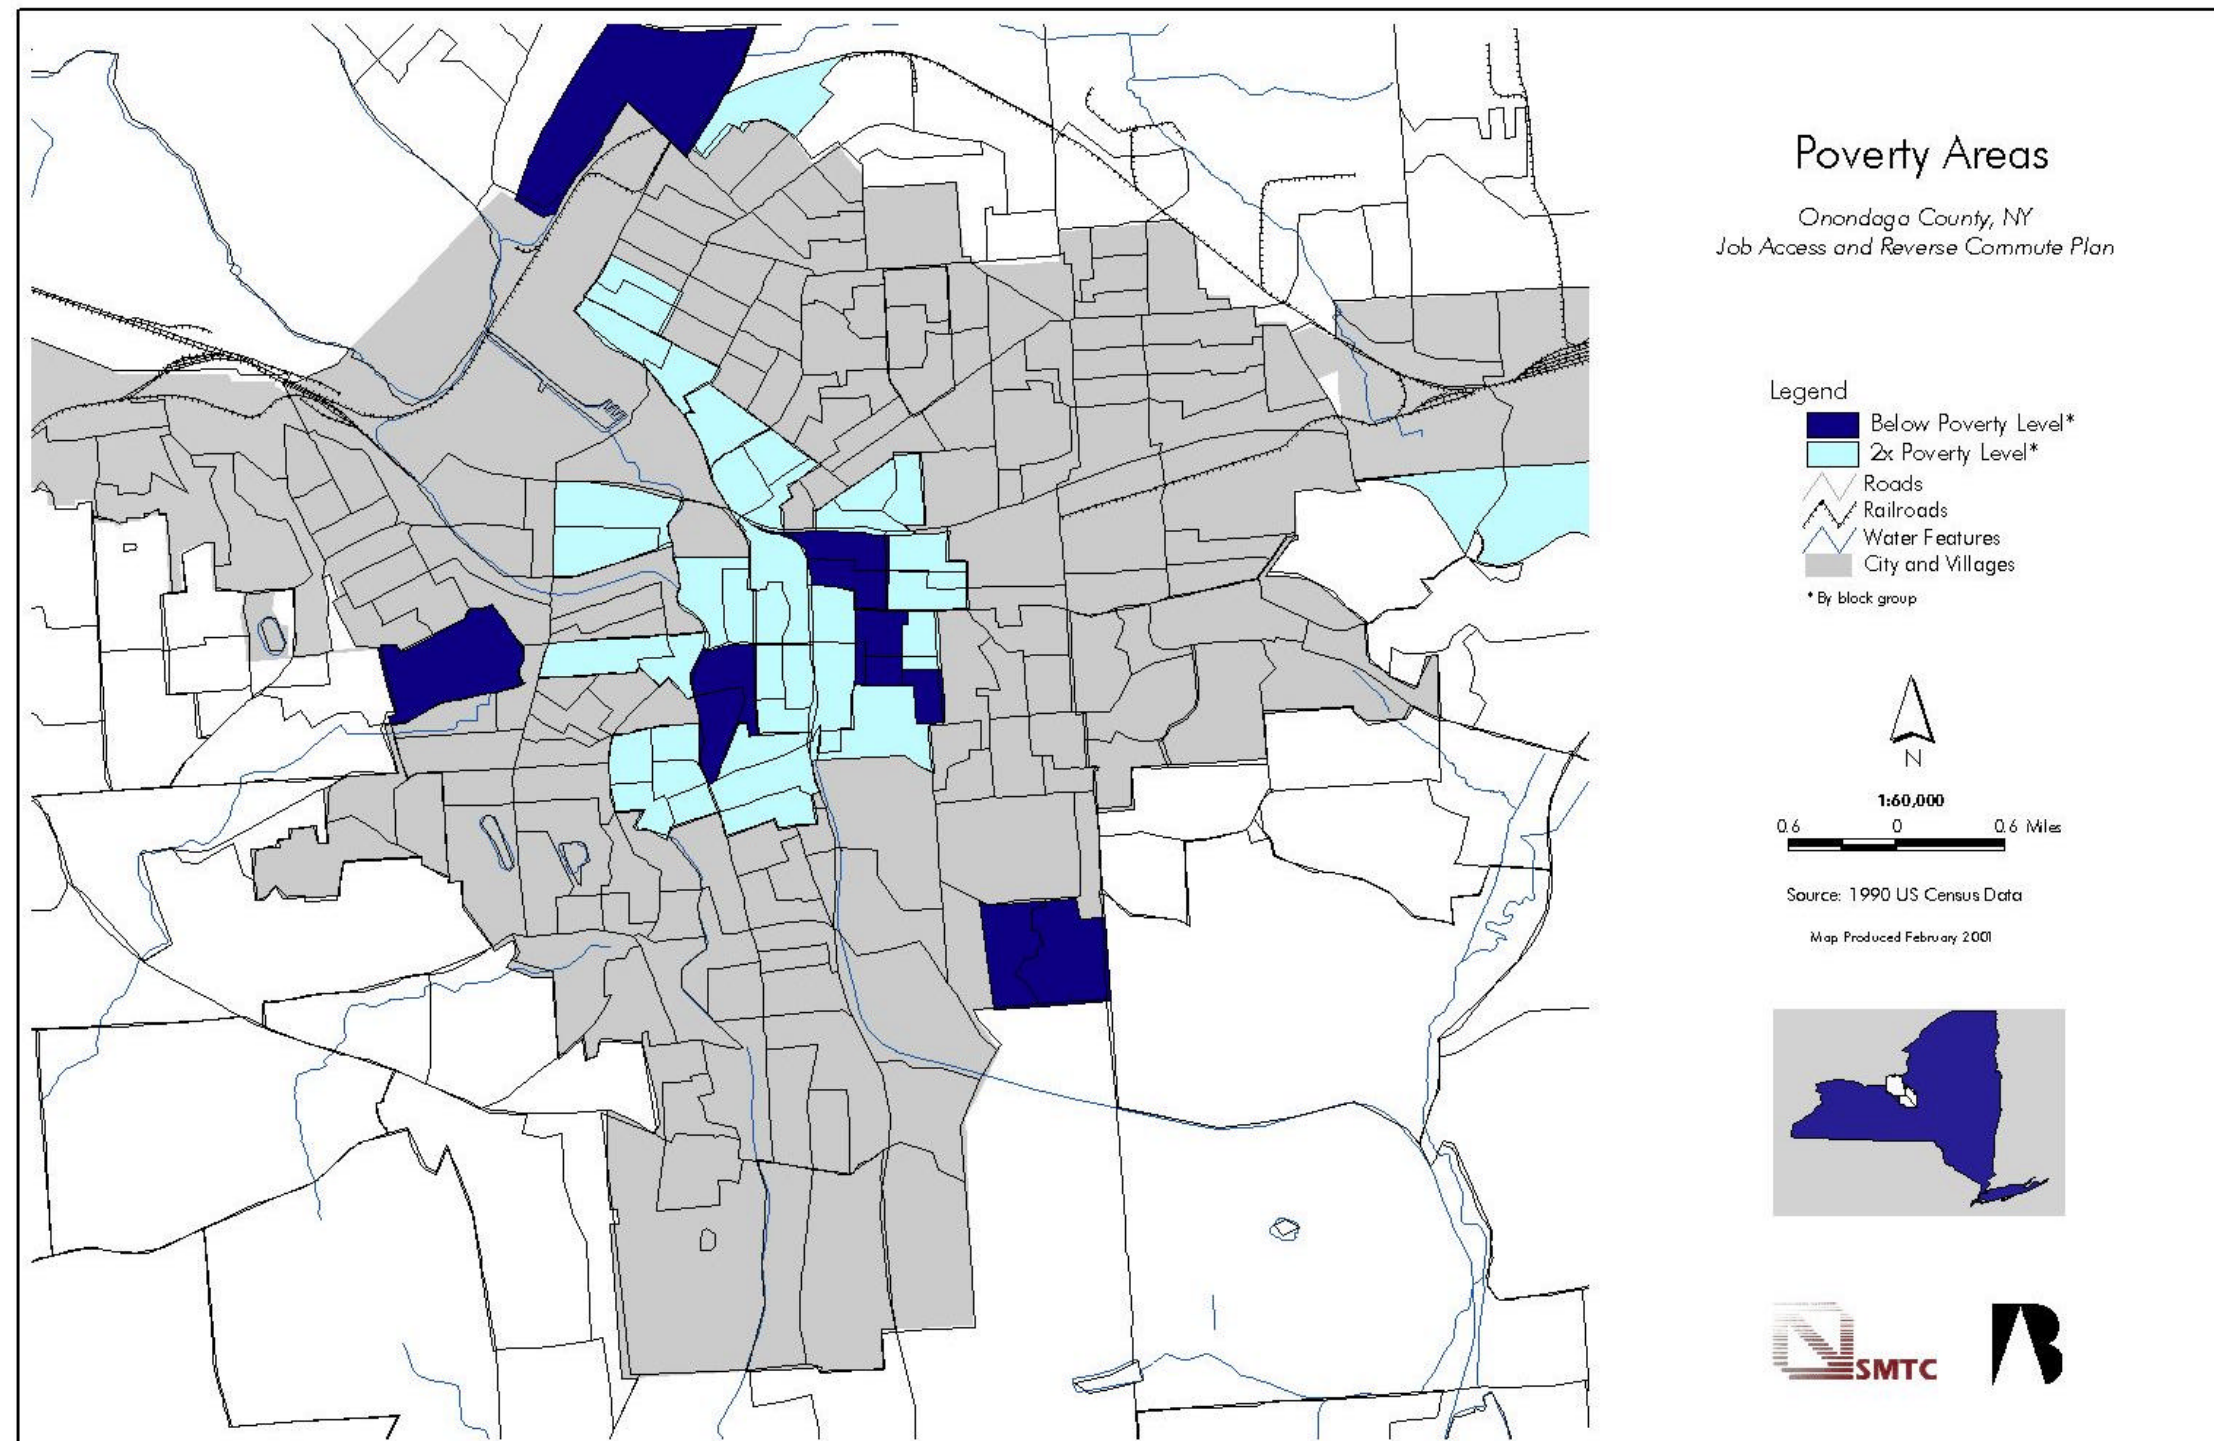 Poverty Areas
Onondaga County, NY
Job Access and Reverse Commute Plan
Legend
Below Poverty Level*
2x Poverty Level*
Roads
Railroads
Water Features
City and Villages
* By block group
N
1:60,000
0.6 0 0.6 Miles
Source: 1990 US Census Data
Map Produced February 2001
SMTC